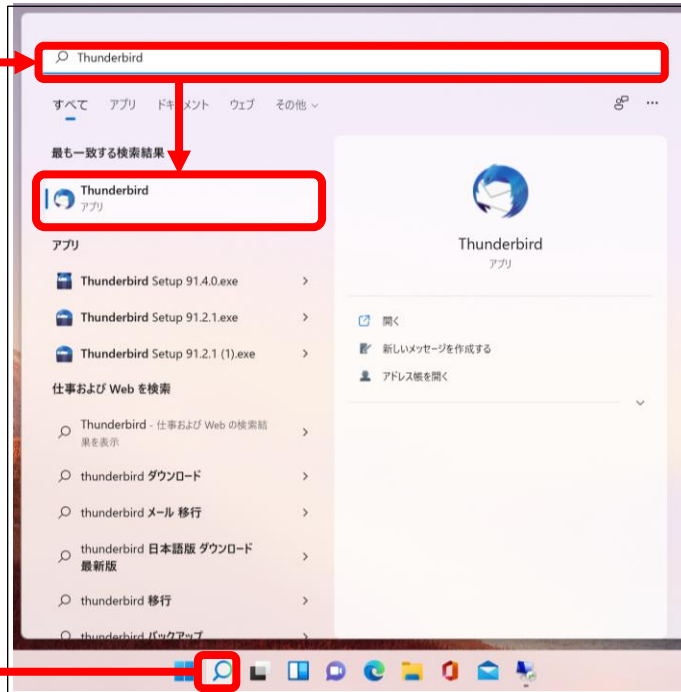 Thunderbird
すべて アプリ ドキュメント ウェブ その他
最も一致する検索結果
Thunderbird
アプリ
アプリ
Thunderbird Setup 91.4.0.exe
Thunderbird Setup 91.2.1.exe
Thunderbird Setup 91.2.1 (1).exe
仕事および Web を検索
Thunderbird - 仕事および Web の検索結
果を表示
thunderbird ダウンロード
thunderbird メール 移行
thunderbird 日本語版 ダウンロード
最新版
thunderbird 移行
thunderbird バックアップ
Thunderbird
アプリ
開く
新しいメッセージを作成する
アドレス帳を開く